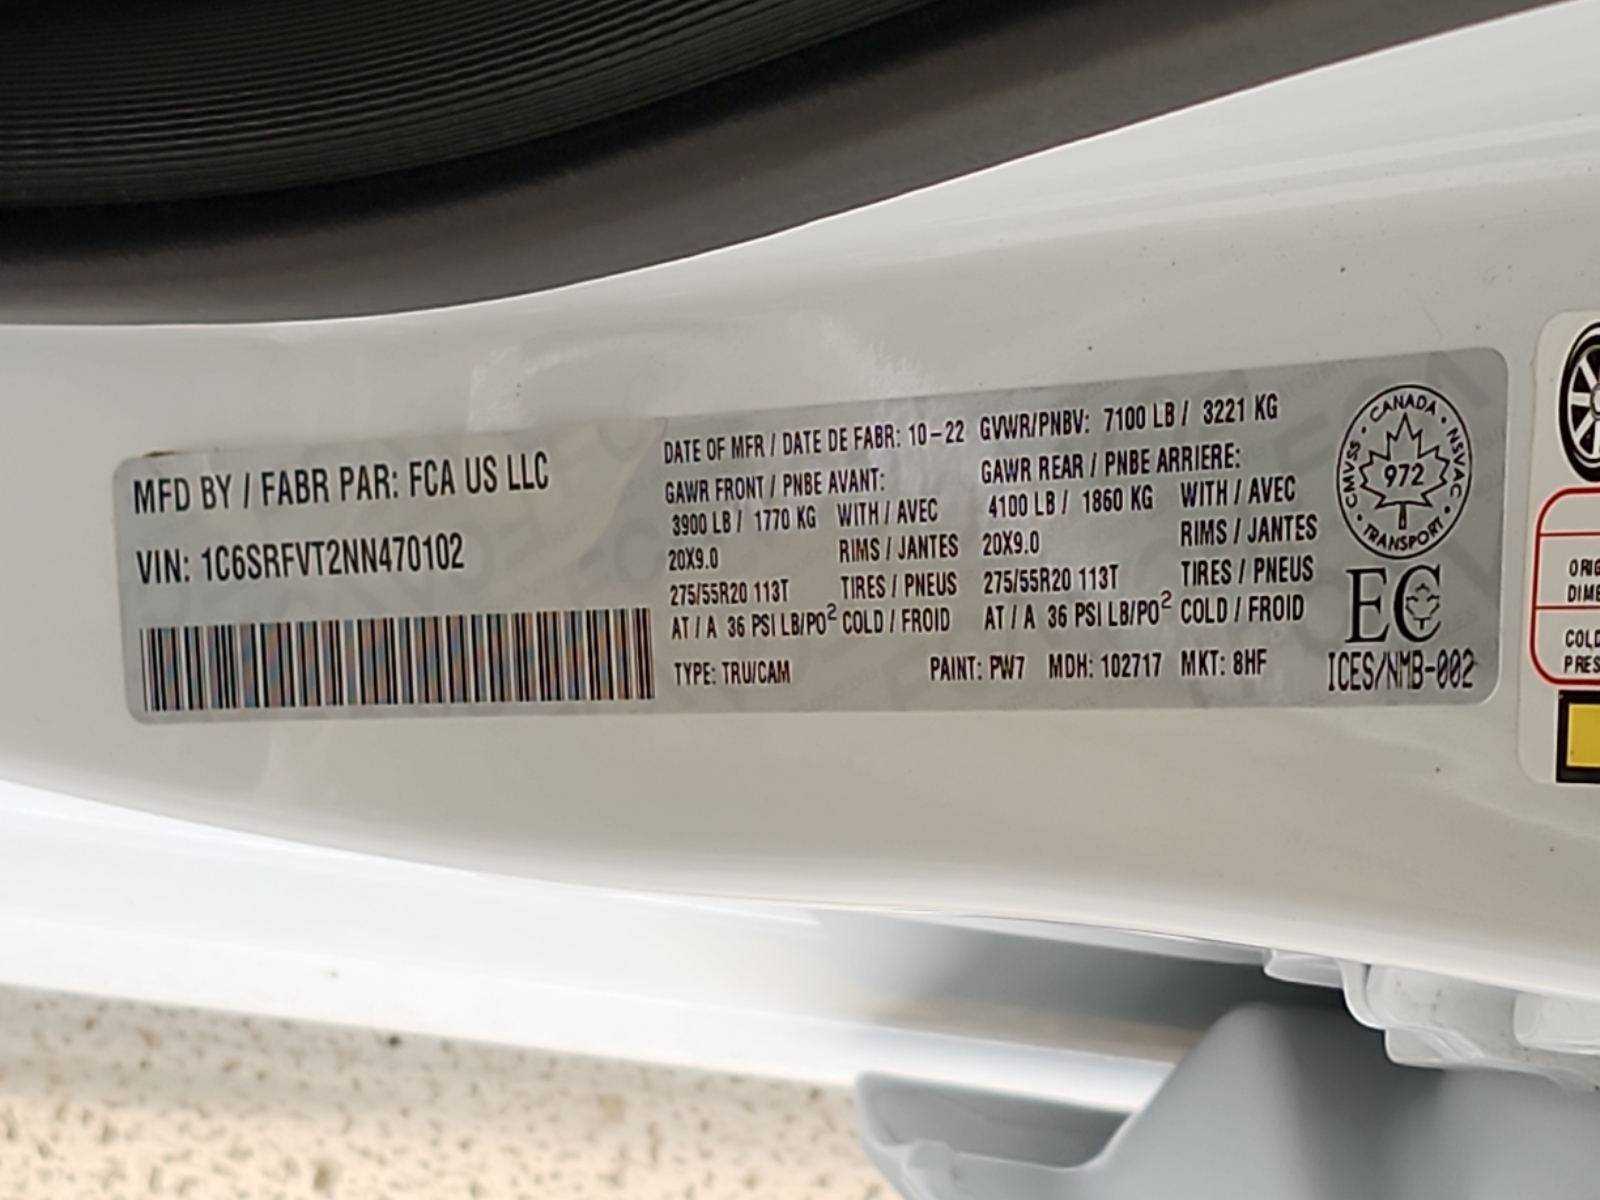 MFD BY / FABR PAR: FCA US LLC
VIN: 1C6SRFVT2NN470102
DATE OF MFR / DATE DE FABR: 10-22 GVWR/PNBV: 7100 LB / 3221 KG
GAWR FRONT / PNBE AVANT: GAWR REAR / PNBE ARRIERE:
3900 LB / 1770 KG WITH / AVEC 4100 LB / 1860 KG WITH / AVEC
20X9.0 RIMS / JANTES 20X9.0 RIMS / JANTES
275/55R20 113T TIRES / PNEUS 275/55R20 113T TIRES / PNEUS
AT / A 36 PSI LB/PO² COLD / FROID AT / A 36 PSI LB/PO² COLD / FROID
TYPE: TRU/CAM PAINT: PW7 MDH: 102717 MKT: 8HF
CANADA
CMVSS · NSVAC
972
TRANSPORT
EC
ICES/NMB-002
ORIG
DIME
COLD
PRES